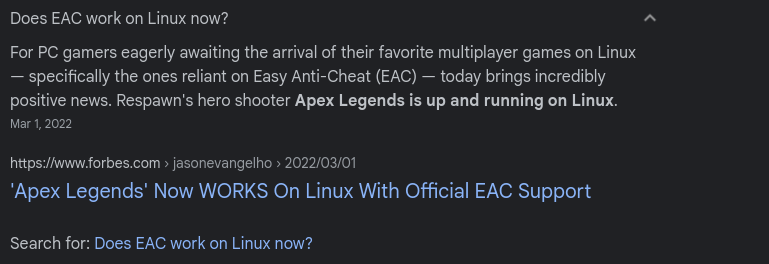 Does EAC work on Linux now?
For PC gamers eagerly awaiting the arrival of their favorite multiplayer games on Linux
— specifically the ones reliant on Easy Anti-Cheat (EAC) — today brings incredibly
positive news. Respawn's hero shooter Apex Legends is up and running on Linux.
Mar 1, 2022
https://www.forbes.com › jasonevangelho › 2022/03/01
'Apex Legends' Now WORKS On Linux With Official EAC Support
Search for: Does EAC work on Linux now?